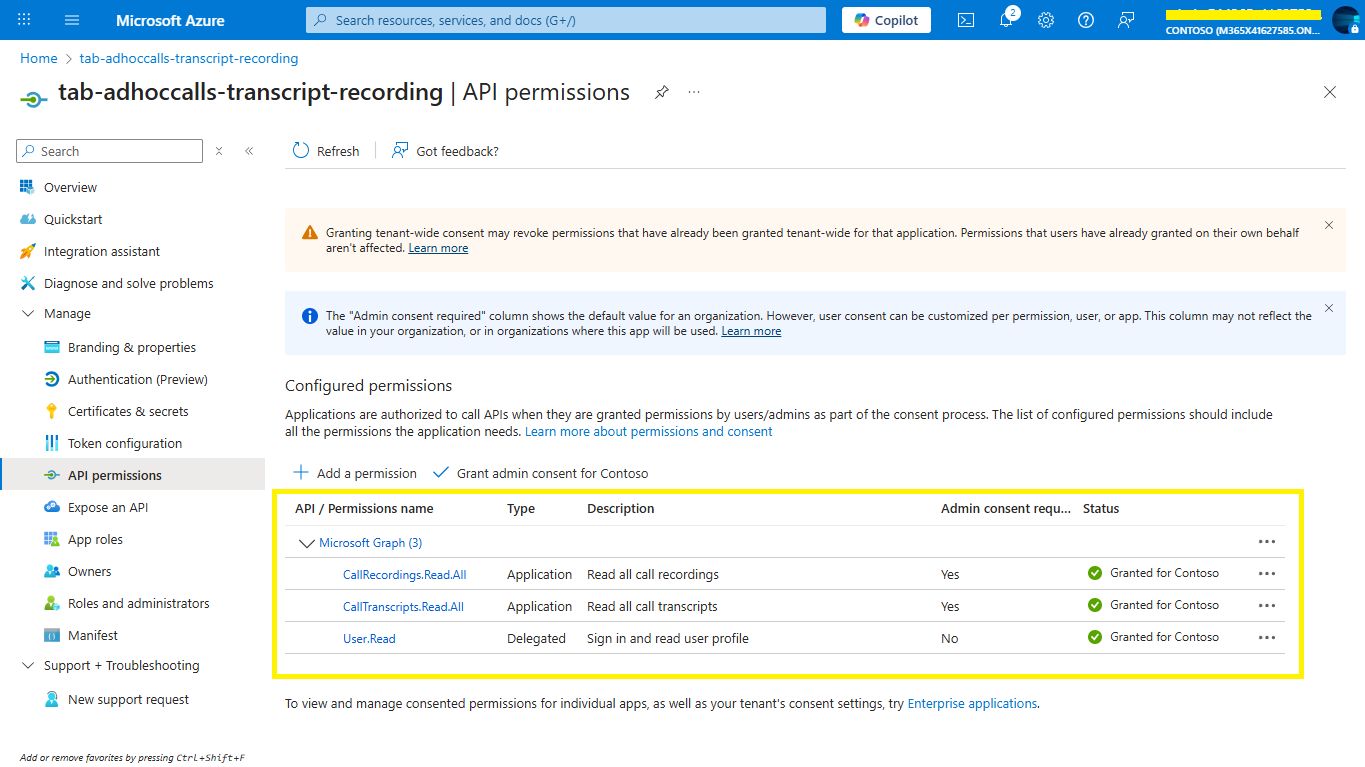 Microsoft Azure
Search resources, services, and docs (G+/)
Copilot
2
CONTOSO (M365X41627585.ON...
Home > tab-adhoccalls-transcript-recording
tab-adhoccalls-transcript-recording | API permissions
Search
Refresh
Got feedback?
Overview
Quickstart
Integration assistant
Diagnose and solve problems
Manage
Branding & properties
Authentication (Preview)
Certificates & secrets
Token configuration
API permissions
Expose an API
App roles
Owners
Roles and administrators
Manifest
Support + Troubleshooting
New support request
Add or remove favorites by pressing Ctrl+Shift+F
Granting tenant-wide consent may revoke permissions that have already been granted tenant-wide for that application. Permissions that users have already granted on their own behalf
aren't affected. Learn more
The "Admin consent required" column shows the default value for an organization. However, user consent can be customized per permission, user, or app. This column may not reflect the
value in your organization, or in organizations where this app will be used. Learn more
Configured permissions
Applications are authorized to call APIs when they are granted permissions by users/admins as part of the consent process. The list of configured permissions should include
all the permissions the application needs. Learn more about permissions and consent
Add a permission
Grant admin consent for Contoso
API / Permissions name Type Description Admin consent requ... Status
Microsoft Graph (3)
CallRecordings.Read.All Application Read all call recordings Yes Granted for Contoso
CallTranscripts.Read.All Application Read all call transcripts Yes Granted for Contoso
User.Read Delegated Sign in and read user profile No Granted for Contoso
To view and manage consented permissions for individual apps, as well as your tenant's consent settings, try Enterprise applications.